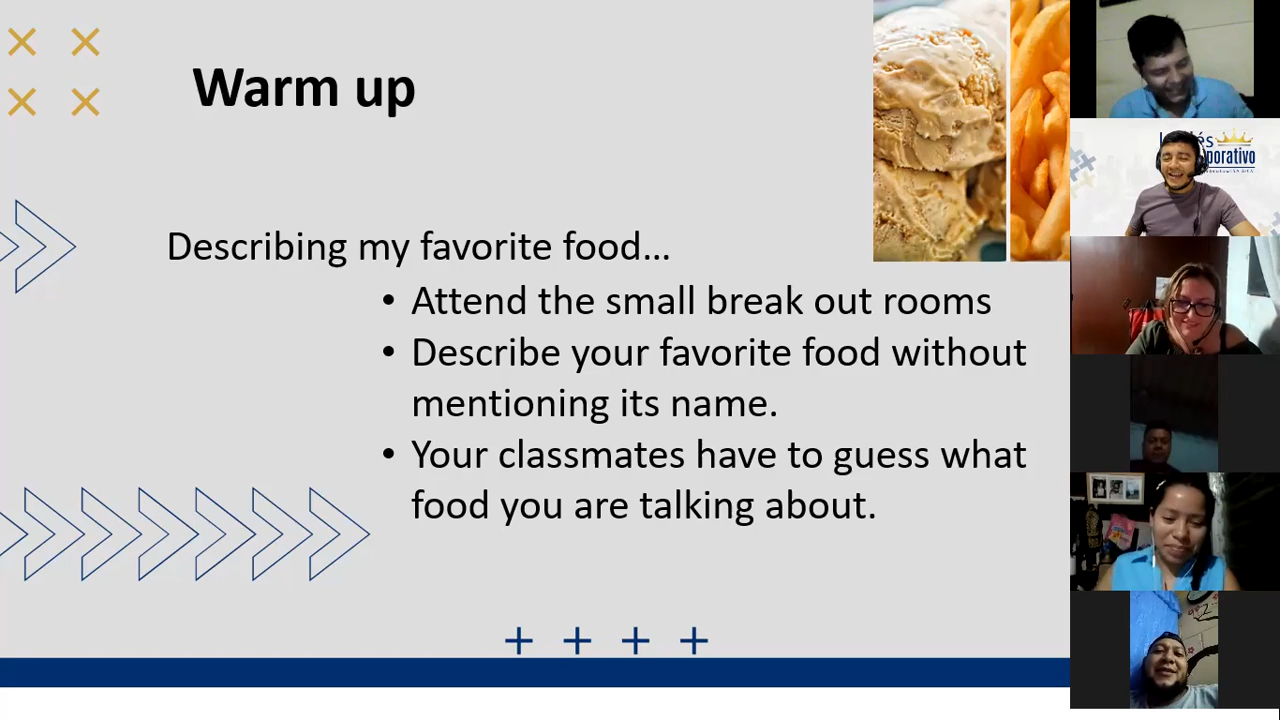 Warm up
Describing my favorite food...
• Attend the small break out rooms
• Describe your favorite food without
mentioning its name.
• Your classmates have to guess what
food you are talking about.